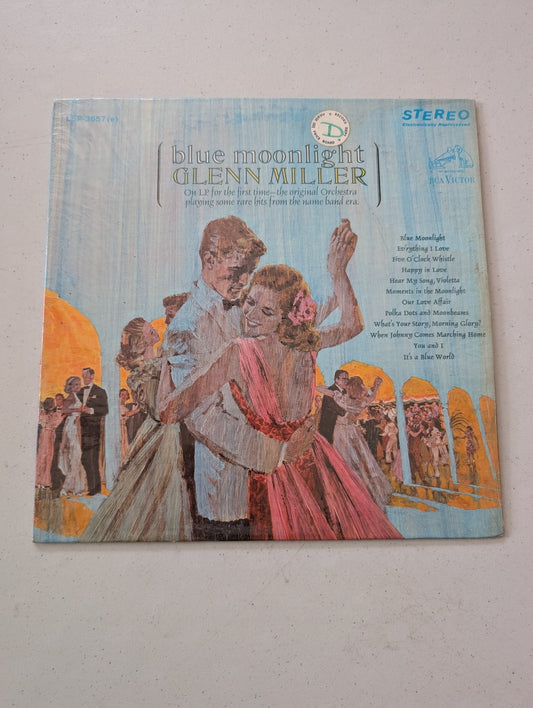 LSP-3657(e)
STEREO
Electronically Reprocessed
D
RCA VICTOR
blue moonlight
GLENN MILLER
On LP for the first time—the original Orchestra
playing some rare hits from the name band era.
Blue Moonlight
Ev'rything I Love
Five O'Clock Whistle
Happy in Love
Hear My Song, Violetta
Moments in the Moonlight
Our Love Affair
Polka Dots and Moonbeams
What's Your Story, Morning Glory?
When Johnny Comes Marching Home
You and I
It's a Blue World